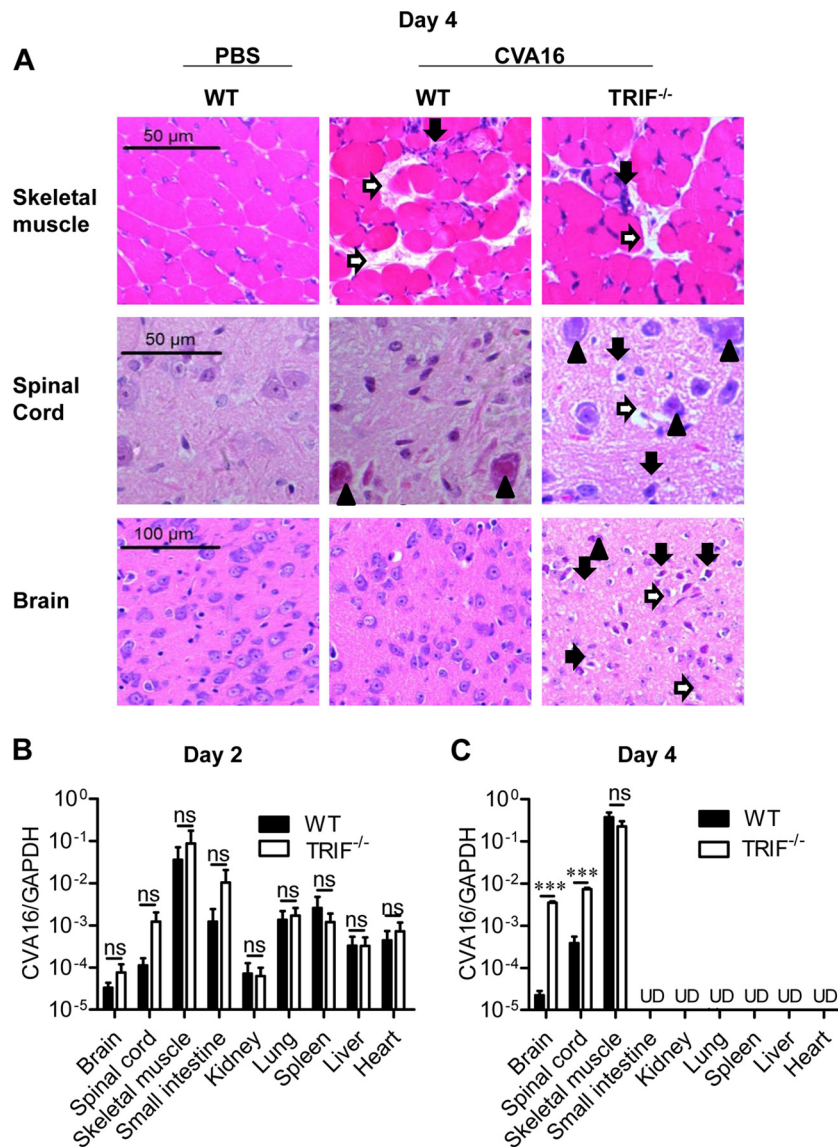 Day 4
A
PBS CVA16
WT WT TRIF-/-
50 µm
Skeletal
muscle
50 µm
Spinal
Cord
100 µm
Brain
B Day 2
CVA16/GAPDH
10⁰
10⁻¹
10⁻²
10⁻³
10⁻⁴
10⁻⁵
WT
TRIF-/-
ns ns ns ns ns ns ns ns ns
Brain
Spinal cord
Skeletal muscle
Small intestine
Kidney
Lung
Spleen
Liver
Heart
C Day 4
CVA16/GAPDH
10⁰
10⁻¹
10⁻²
10⁻³
10⁻⁴
10⁻⁵
WT
TRIF-/-
*** *** ns UD UD UD UD UD UD
Brain
Spinal cord
Skeletal muscle
Small intestine
Kidney
Lung
Spleen
Liver
Heart